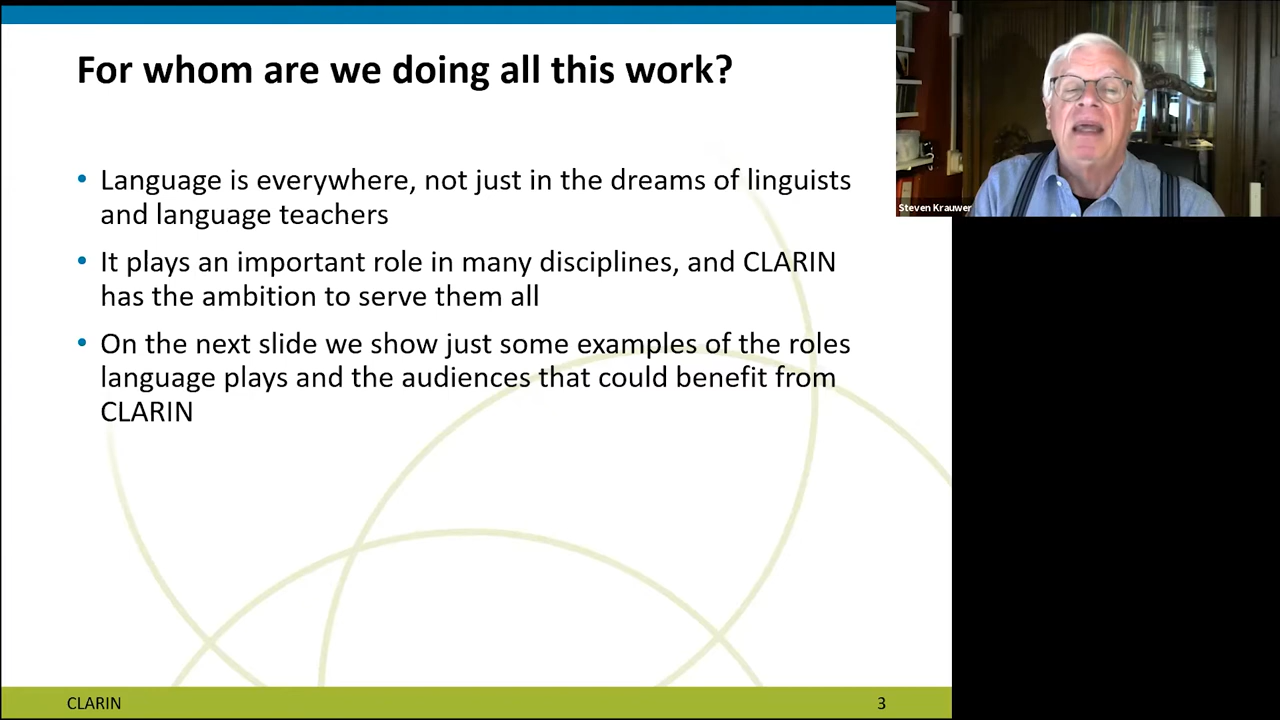 For whom are we doing all this work?
• Language is everywhere, not just in the dreams of linguists
and language teachers
• It plays an important role in many disciplines, and CLARIN
has the ambition to serve them all
• On the next slide we show just some examples of the roles
language plays and the audiences that could benefit from
CLARIN
Steven Krauwer
CLARIN
3